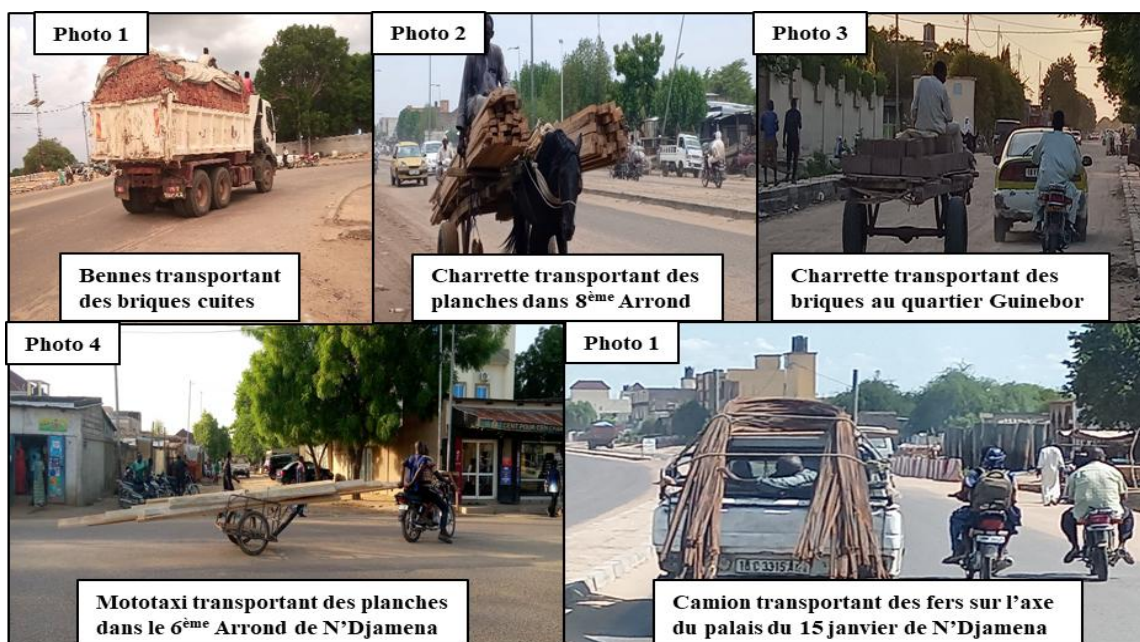 Photo 1
Bennes transportant
des briques cuites
Photo 2
Charrette transportant des
planches dans 8ème Arrond
Photo 3
Charrette transportant des
briques au quartier Guinebor
Photo 4
Mototaxi transportant des planches
dans le 6ème Arrond de N’Djamena
Photo 1
18C3315A
Camion transportant des fers sur l’axe
du palais du 15 janvier de N’Djamena